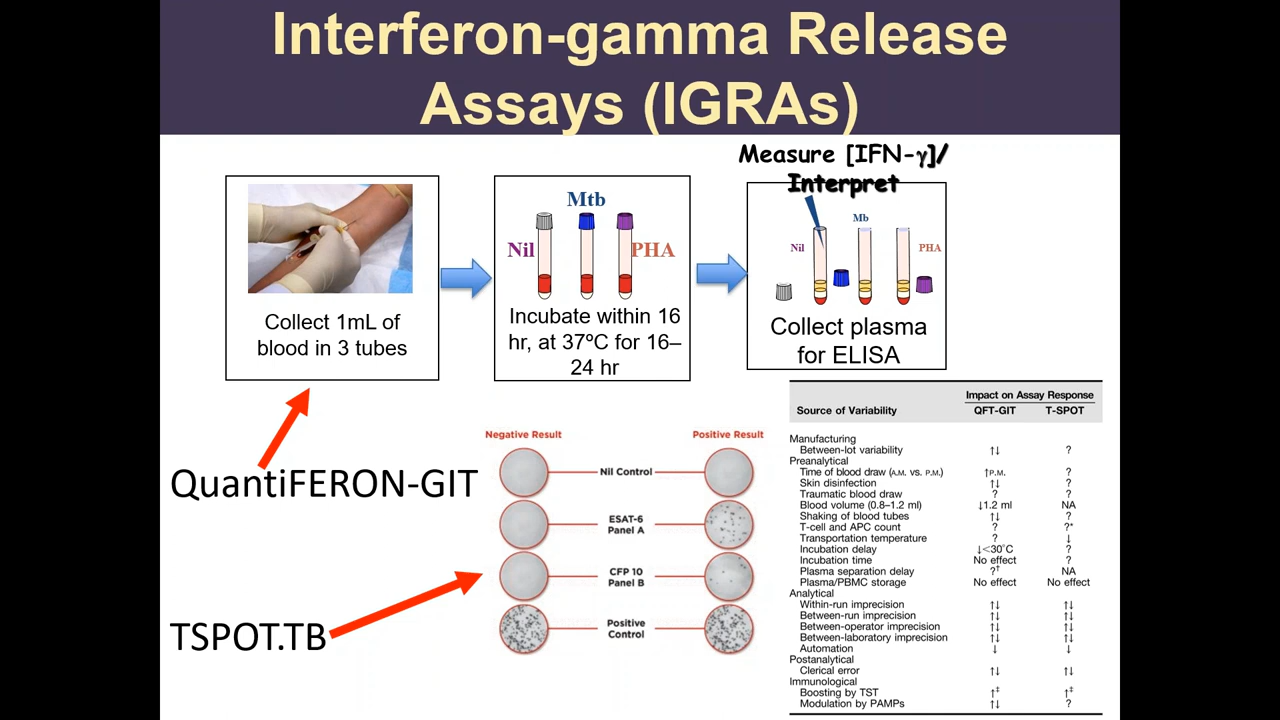 Interferon-gamma Release
Assays (IGRAs)
Measure [IFN-γ]/
Interpret
Collect 1mL of
blood in 3 tubes
Mtb
Nil
PHA
Incubate within 16
hr, at 37ºC for 16–
24 hr
Mb
Nil
PHA
Collect plasma
for ELISA
QuantiFERON-GIT
TSPOT.TB
Negative Result
Positive Result
Nil Control
ESAT-6
Panel A
CFP 10
Panel B
Positive
Control
Impact on Assay Response
Source of Variability QFT-GIT T-SPOT
Manufacturing
Between-lot variability ↑↓ ?
Preanalytical
Time of blood draw (A.M. vs. P.M.) ↑P.M. ?
Skin disinfection ↑↓ ?
Traumatic blood draw ? ?
Blood volume (0.8–1.2 ml) ↓1.2 ml NA
Shaking of blood tubes ↑↓ ?
T-cell and APC count ? ?*
Transportation temperature ? ↓
Incubation delay ↓<30°C ?
Incubation time No effect ?
Plasma separation delay ?† NA
Plasma/PBMC storage No effect No effect
Analytical
Within-run imprecision ↑↓ ↑↓
Between-run imprecision ↑↓ ↑↓
Between-operator imprecision ↑↓ ↑↓
Between-laboratory imprecision ↑↓ ↑↓
Automation ↓ ↓
Postanalytical
Clerical error ↑↓ ↑↓
Immunological
Boosting by TST ↑‡ ↑‡
Modulation by PAMPs ↑↓ ?